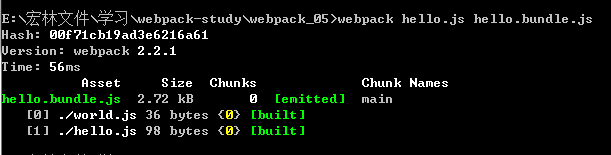 E:\宏林文件\学习\webpack-study\webpack_05>webpack hello.js hello.bundle.js
Hash: 00f71cb19ad3e6216a61
Version: webpack 2.2.1
Time: 56ms
Asset Size Chunks Chunk Names
hello.bundle.js 2.72 kB 0 [emitted] main
[0] ./world.js 36 bytes {0} [built]
[1] ./hello.js 98 bytes {0} [built]